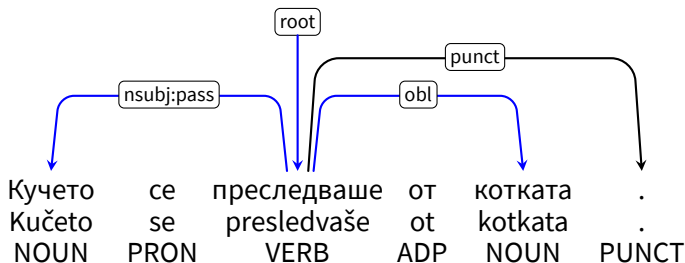 root
punct
nsubj:pass obl
Кучето се преследваше от котката .
Kučeto se presledvaše ot kotkata .
NOUN PRON VERB ADP NOUN PUNCT